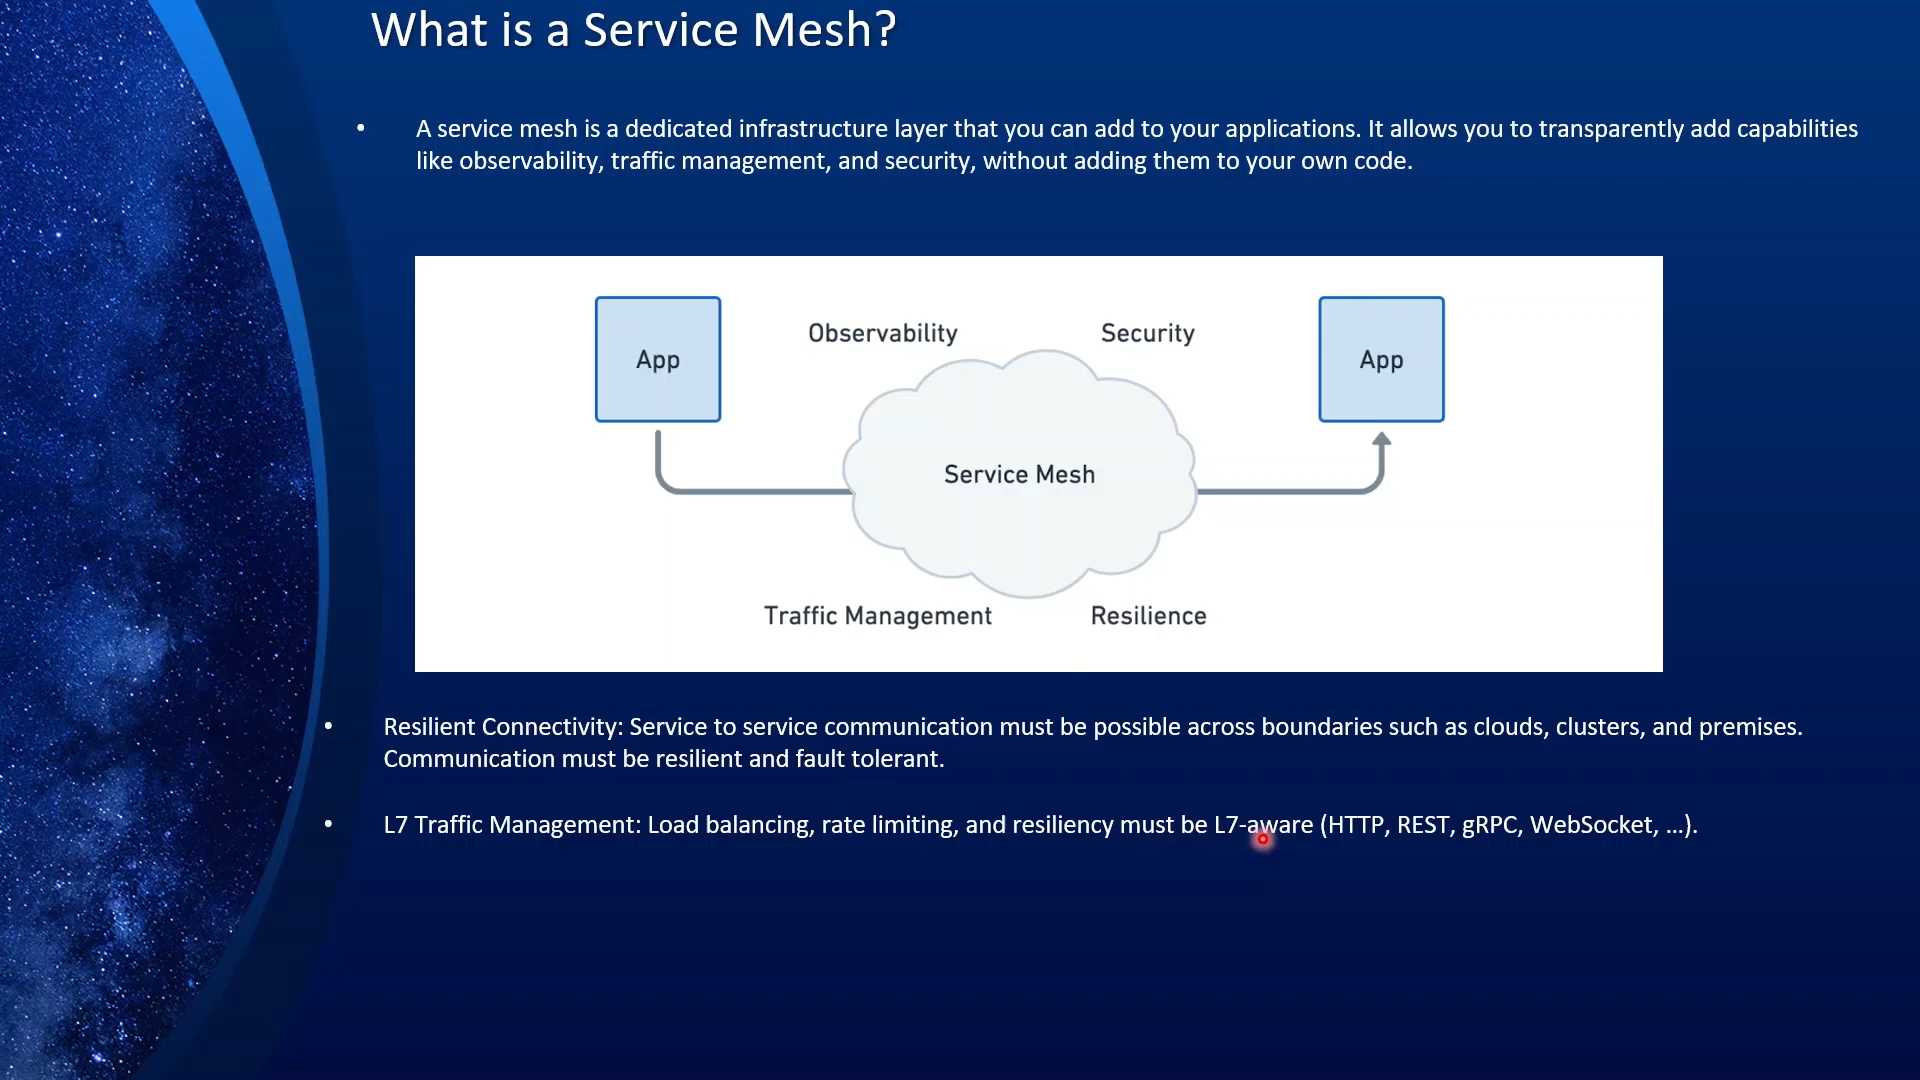 What is a Service Mesh?
• A service mesh is a dedicated infrastructure layer that you can add to your applications. It allows you to transparently add capabilities
like observability, traffic management, and security, without adding them to your own code.
App
Observability
Security
App
Service Mesh
Traffic Management
Resilience
• Resilient Connectivity: Service to service communication must be possible across boundaries such as clouds, clusters, and premises.
Communication must be resilient and fault tolerant.
• L7 Traffic Management: Load balancing, rate limiting, and resiliency must be L7-aware (HTTP, REST, gRPC, WebSocket, ...).